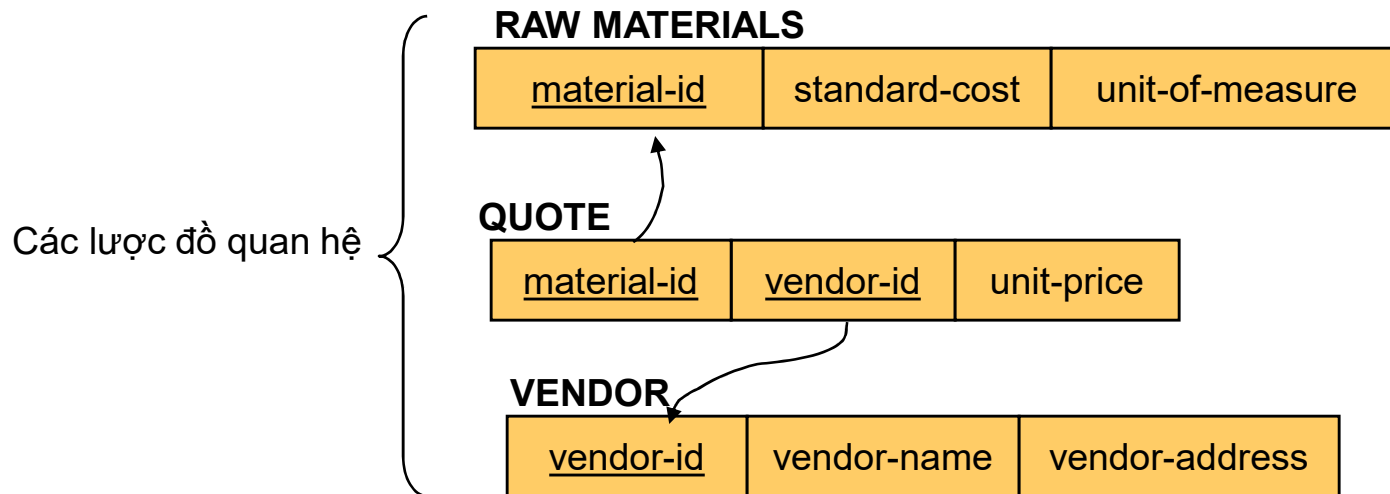 RAW MATERIALS
material-id standard-cost unit-of-measure
Các lược đồ quan hệ
QUOTE
material-id vendor-id unit-price
VENDOR
vendor-id vendor-name vendor-address